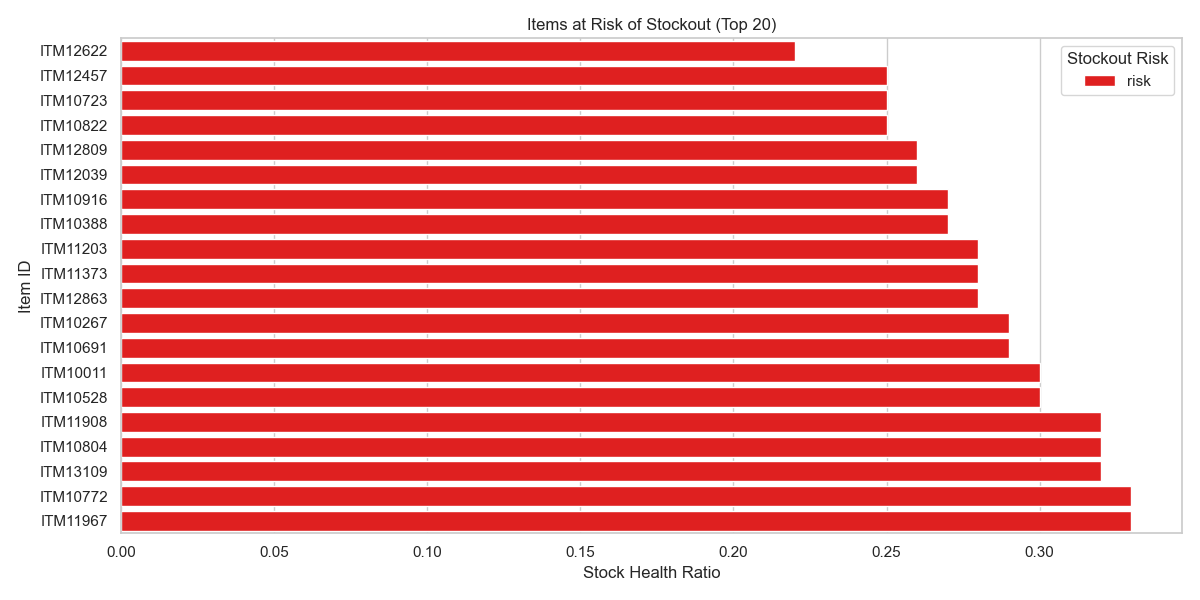 Items at Risk of Stockout (Top 20)
Stockout Risk
risk
Item ID
ITM12622
ITM12457
ITM10723
ITM10822
ITM12809
ITM12039
ITM10916
ITM10388
ITM11203
ITM11373
ITM12863
ITM10267
ITM10691
ITM10011
ITM10528
ITM11908
ITM10804
ITM13109
ITM10772
ITM11967
0.00 0.05 0.10 0.15 0.20 0.25 0.30
Stock Health Ratio